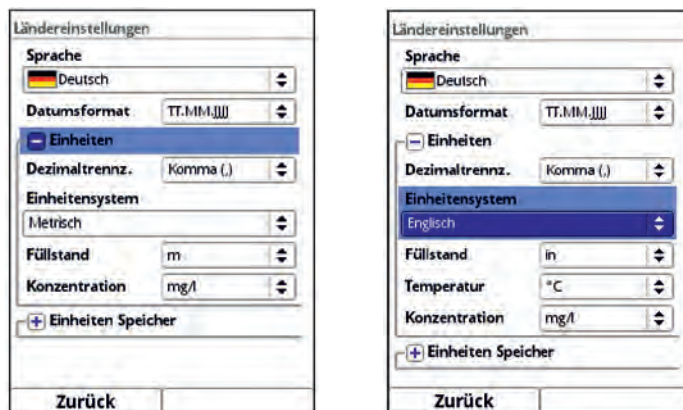 Ländereinstellungen
Sprache
Deutsch
Datumsformat TT.MM.JJJJ
Einheiten
Dezimaltrennz. Komma (,)
Einheitensystem
Metrisch
Füllstand m
Konzentration mg/l
Einheiten Speicher
Zurück
Ländereinstellungen
Sprache
Deutsch
Datumsformat TT.MM.JJJJ
Einheiten
Dezimaltrennz. Komma (,)
Einheitensystem
Englisch
Füllstand in
Temperatur °C
Konzentration mg/l
Einheiten Speicher
Zurück